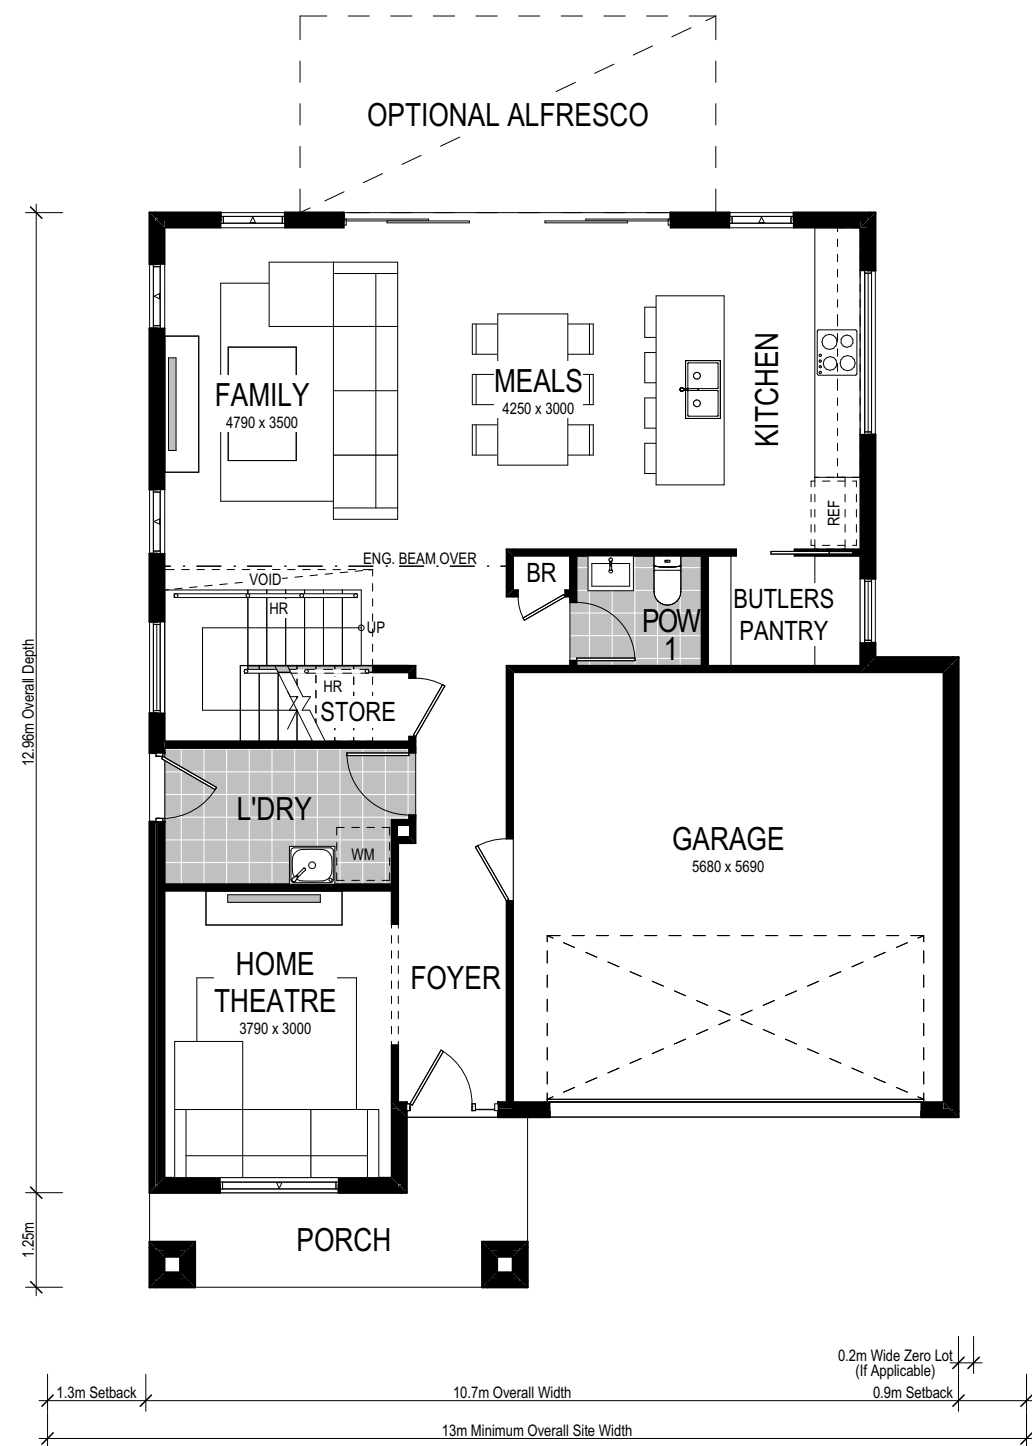 OPTIONAL ALFRESCO
FAMILY
4790 x 3500
MEALS
4250 x 3000
KITCHEN
REF
ENG. BEAM OVER
VOID
HR
UP
BR
POW
1
BUTLERS
PANTRY
HR
STORE
12.96m Overall Depth
L'DRY
WM
GARAGE
5680 x 5690
HOME
THEATRE
3790 x 3000
FOYER
PORCH
1.25m
0.2m Wide Zero Lot
(If Applicable)
1.3m Setback
10.7m Overall Width
0.9m Setback
13m Minimum Overall Site Width